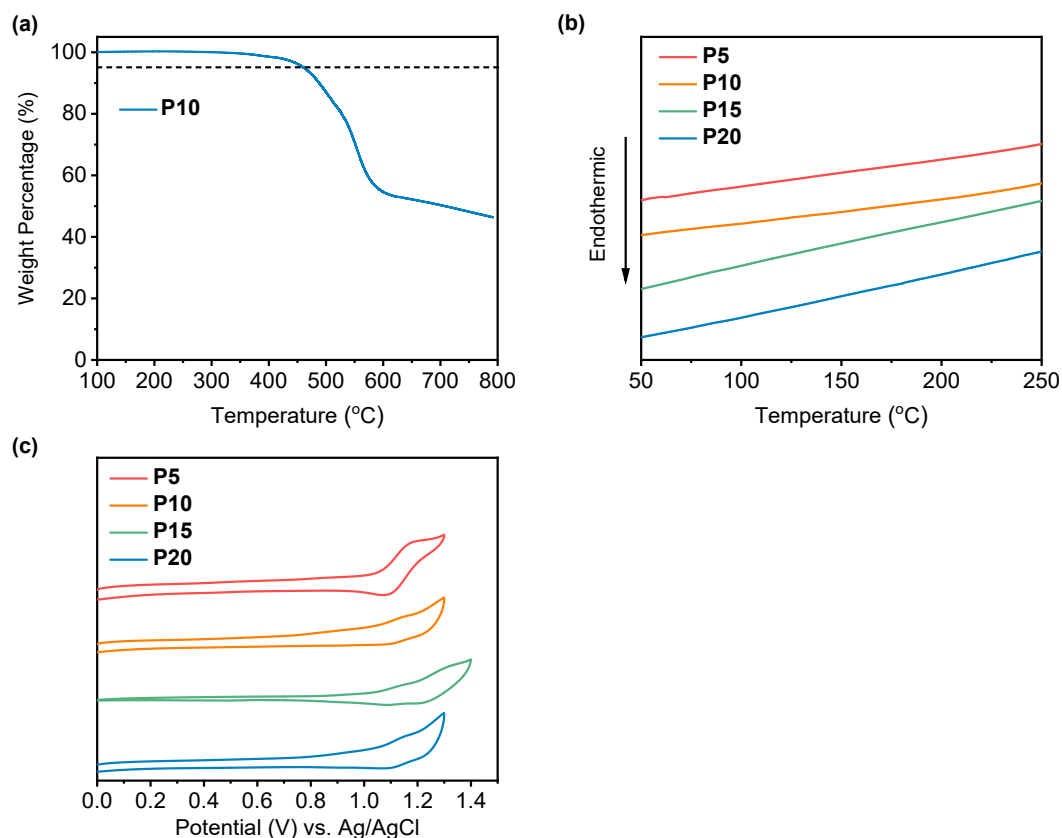 (a)
100
80
60
40
20
0
Weight Percentage (%)
P10
100 200 300 400 500 600 700 800
Temperature (°C)
(b)
P5
P10
P15
P20
Endothermic
50 100 150 200 250
Temperature (°C)
(c)
P5
P10
P15
P20
0.0 0.2 0.4 0.6 0.8 1.0 1.2 1.4
Potential (V) vs. Ag/AgCl